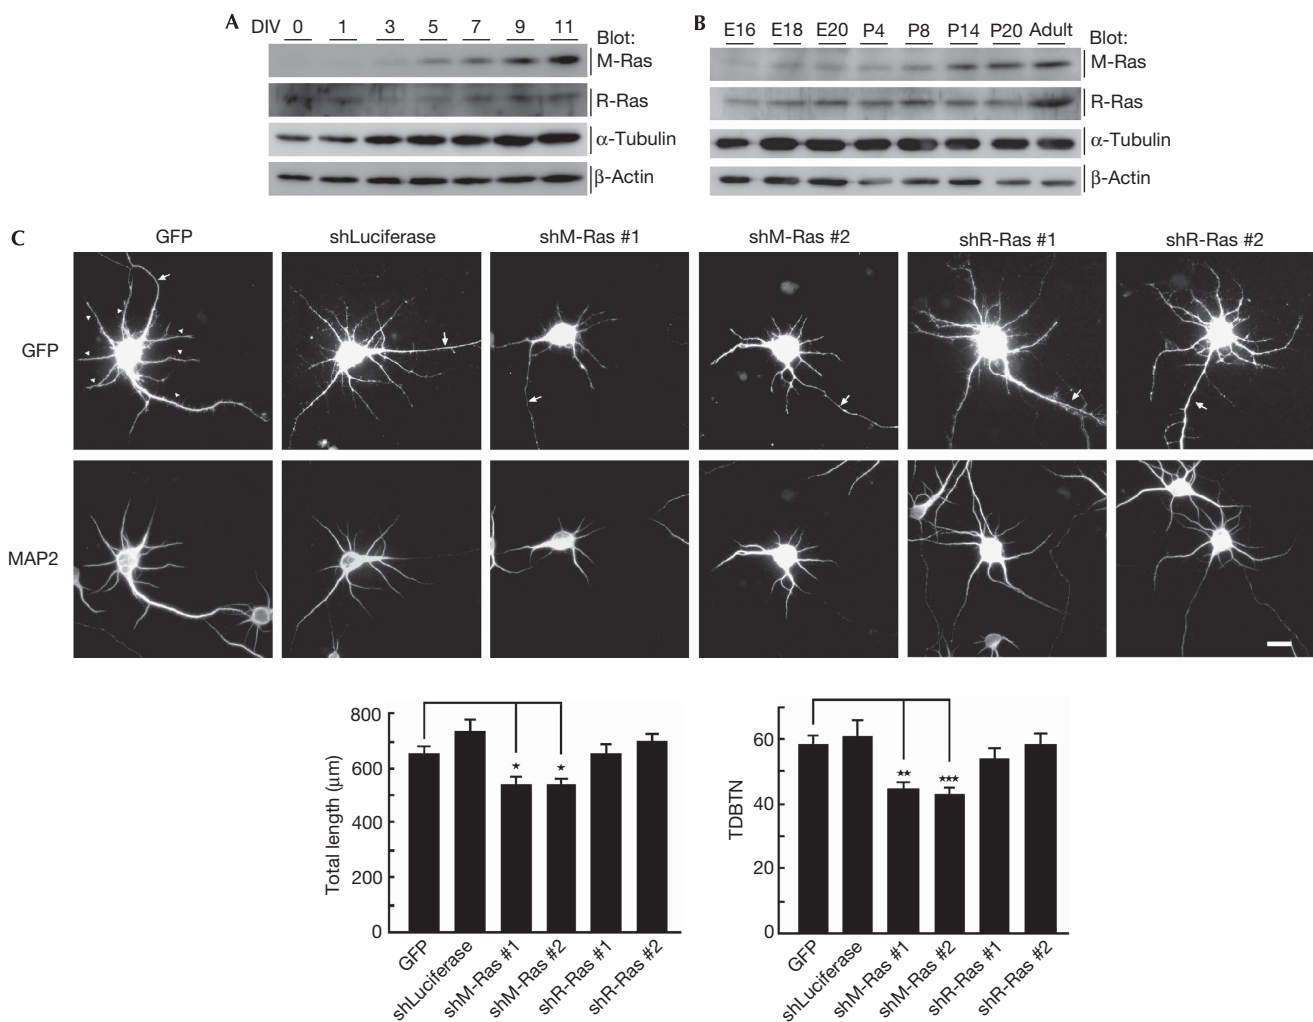 A
DIV 0 1 3 5 7 9 11
Blot:
M-Ras
R-Ras
α-Tubulin
β-Actin
B
E16 E18 E20 P4 P8 P14 P20 Adult
Blot:
M-Ras
R-Ras
α-Tubulin
β-Actin
C
GFP shLuciferase shM-Ras #1 shM-Ras #2 shR-Ras #1 shR-Ras #2
GFP
MAP2
Total length (μm)
800
600
400
200
0
★ ★
GFP
shLuciferase
shM-Ras #1
shM-Ras #2
shR-Ras #1
shR-Ras #2
TDBTN
60
40
20
0
★★ ★★★
GFP
shLuciferase
shM-Ras #1
shM-Ras #2
shR-Ras #1
shR-Ras #2